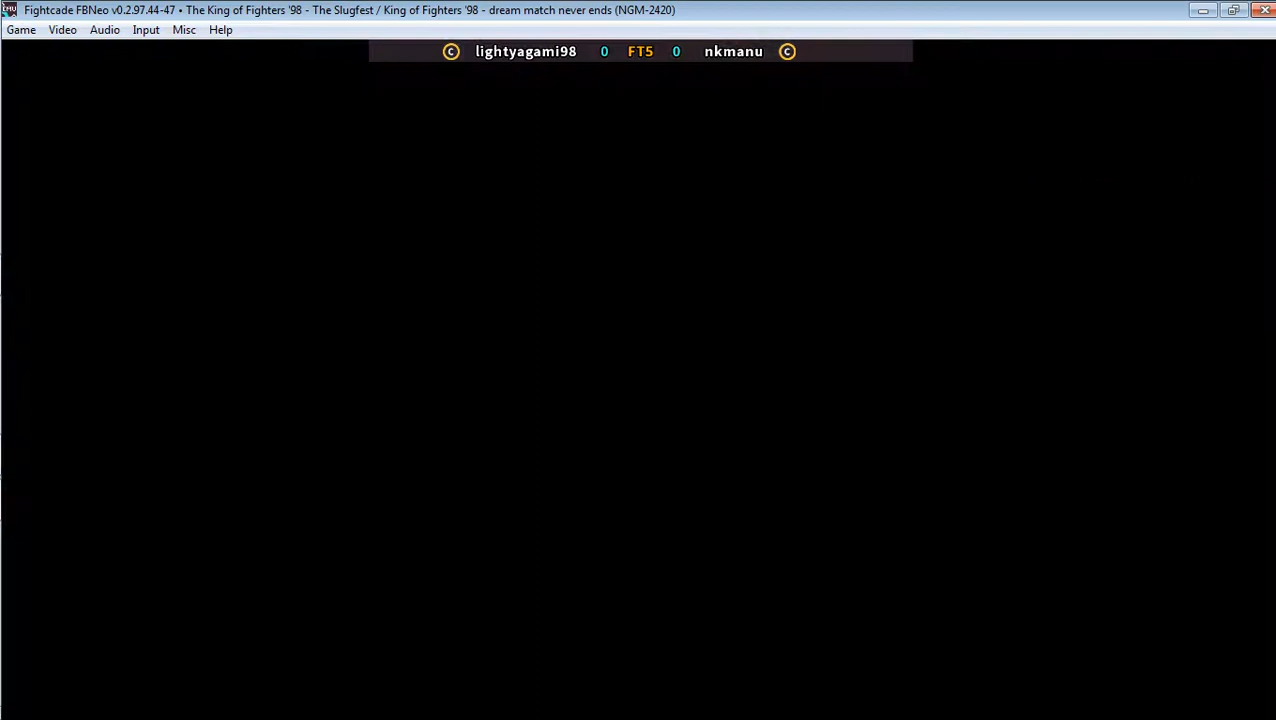 Fightcade FBNeo v0.2.97.44-47 • The King of Fighters '98 - The Slugfest / King of Fighters '98 - dream match never ends (NGM-2420)
Game Video Audio Input Misc Help
C lightyagami98 0 FT5 0 nkmanu C